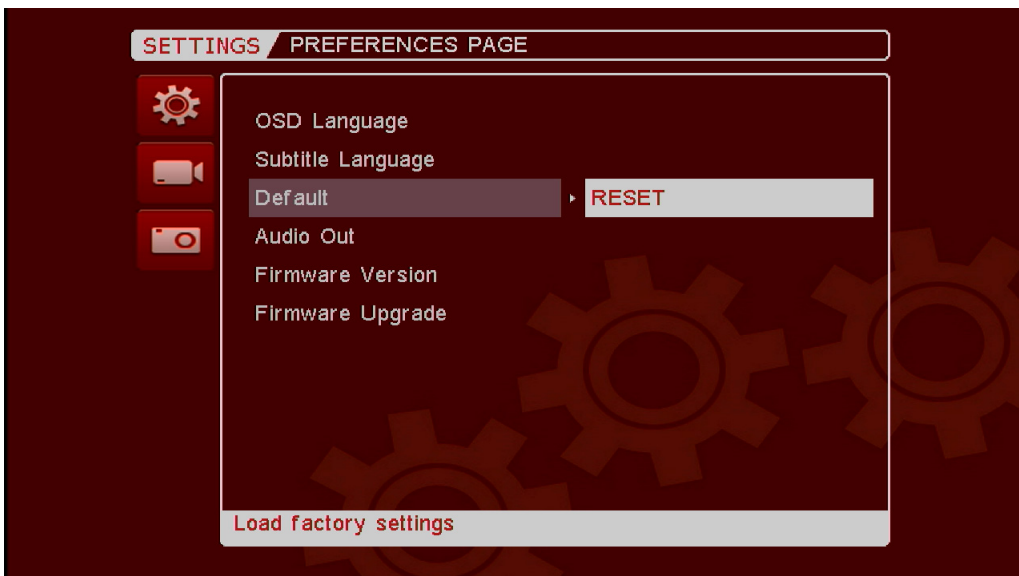 SETTINGS / PREFERENCES PAGE
OSD Language
Subtitle Language
Default RESET
Audio Out
Firmware Version
Firmware Upgrade
Load factory settings